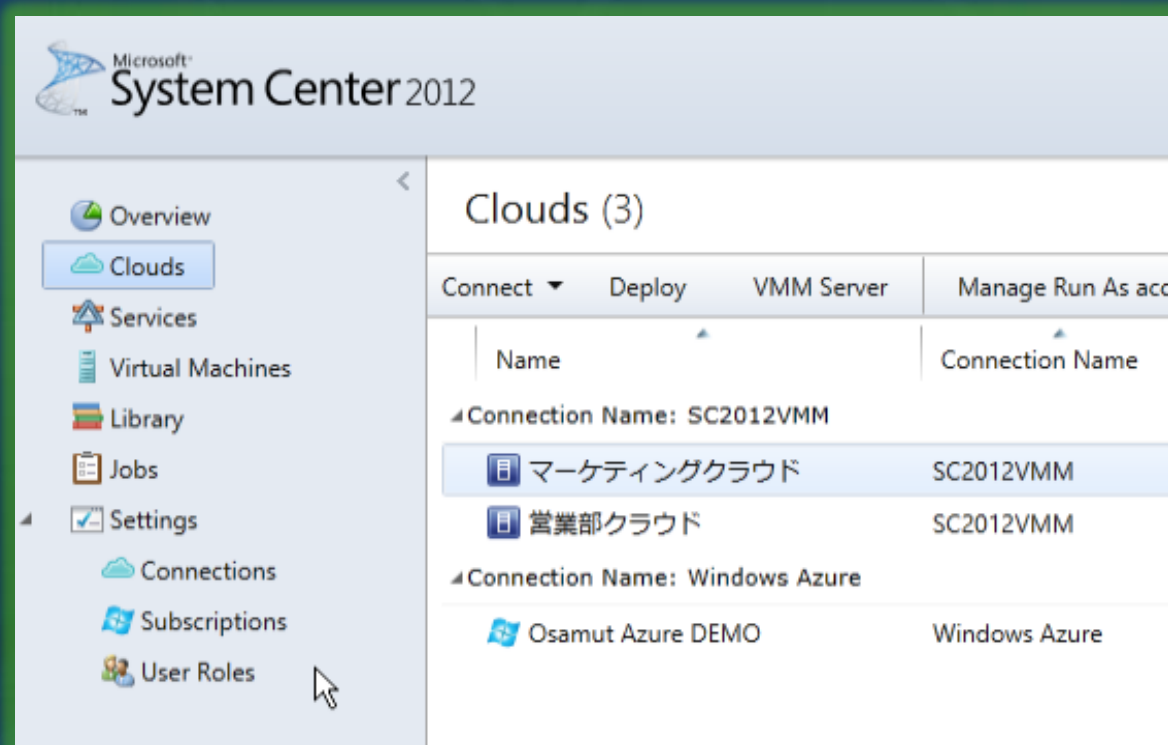 Microsoft
System Center 2012
TM
Overview
Clouds
Services
Virtual Machines
Library
Jobs
Settings
Connections
Subscriptions
User Roles
Clouds (3)
Connect Deploy VMM Server Manage Run As acc
Name Connection Name
Connection Name: SC2012VMM
マーケティングクラウド SC2012VMM
営業部クラウド SC2012VMM
Connection Name: Windows Azure
Osamut Azure DEMO Windows Azure